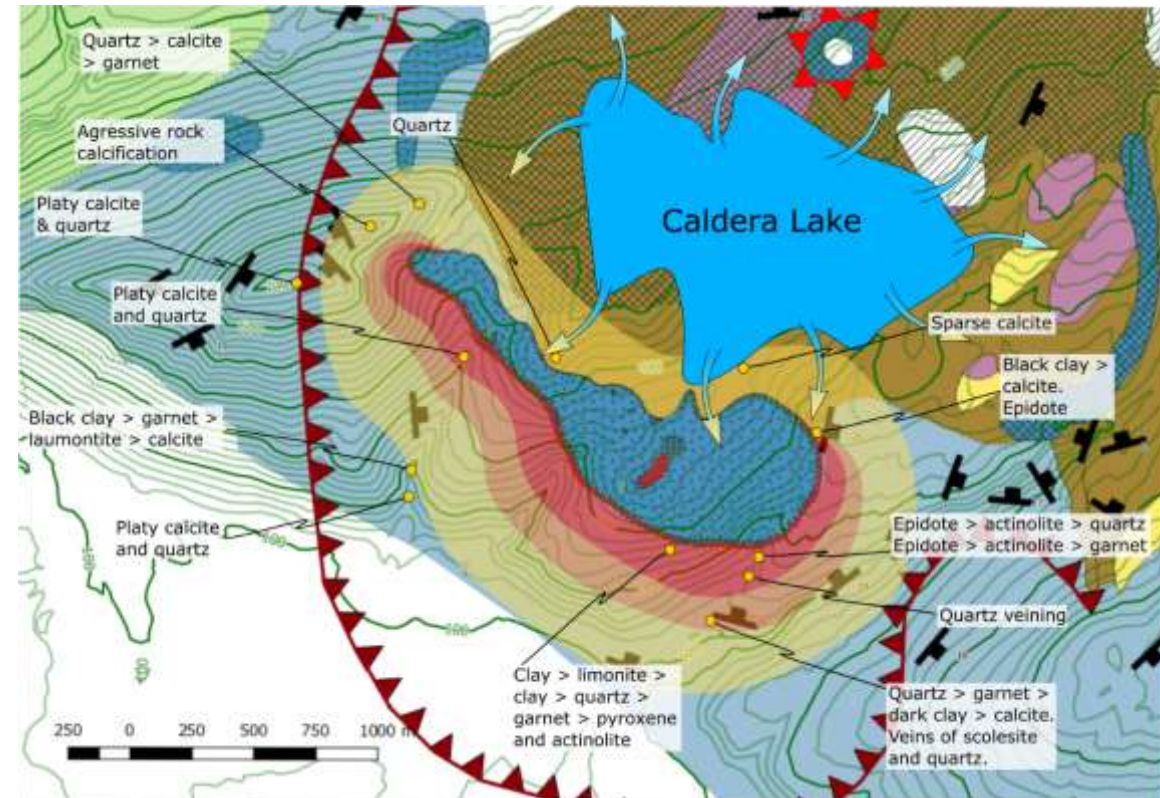 Quartz > calcite
> garnet
Agressive rock
calcification
Quartz
Platy calcite
& quartz
Caldera Lake
Platy calcite
and quartz
Sparse calcite
Black clay >
calcite.
Epidote
Black clay > garnet >
laumontite > calcite
Platy calcite
and quartz
Epidote > actinolite > quartz
Epidote > actinolite > garnet
Quartz veining
Clay > limonite >
clay > quartz >
garnet > pyroxene
and actinolite
Quartz > garnet >
dark clay > calcite.
Veins of scolesite
and quartz.
100
250 0 250 500 750 1000 m